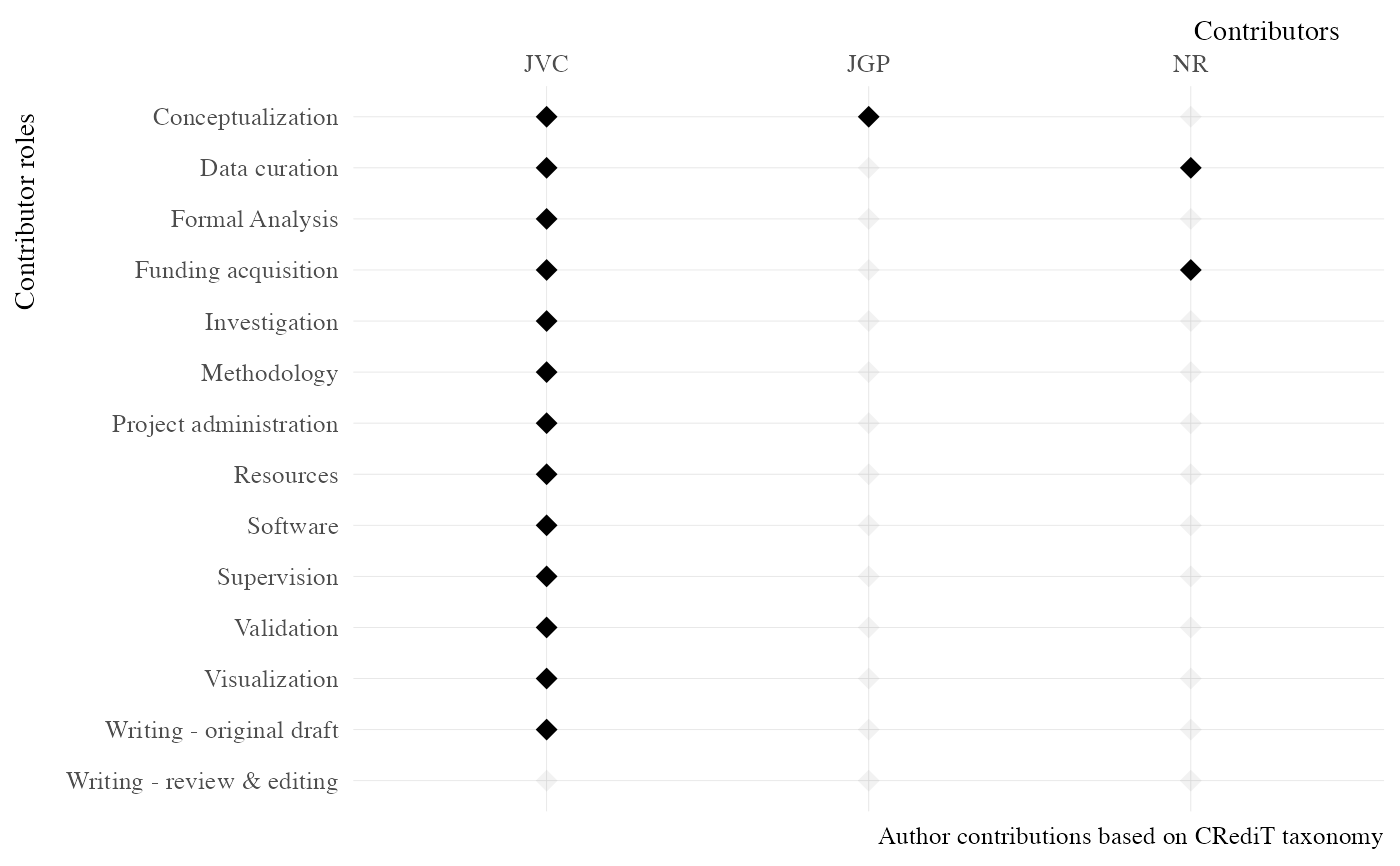 Contributors
JVC JGP NR
Contributor roles
Conceptualization
Data curation
Formal Analysis
Funding acquisition
Investigation
Methodology
Project administration
Resources
Software
Supervision
Validation
Visualization
Writing - original draft
Writing - review & editing
Author contributions based on CRediT taxonomy